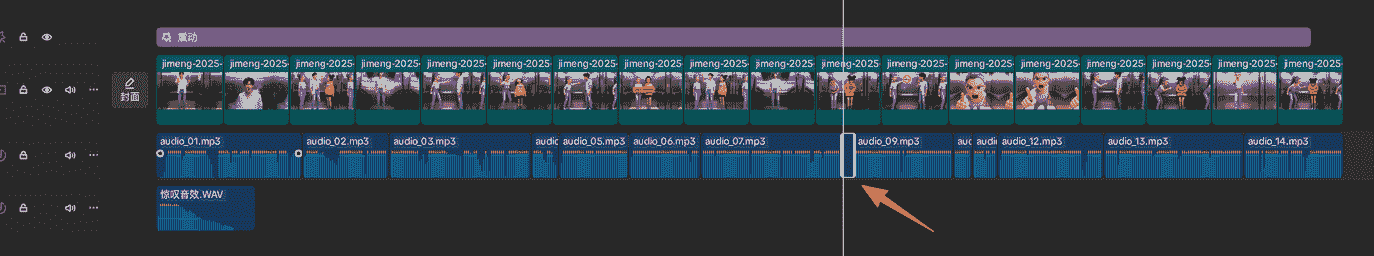 震动
jimeng-2025- jimeng-2025- jimeng-2025- jimeng-2025- jimeng-2025- jimeng-2025- jimeng-2025- jimeng-2025- jimeng-2025- jimeng-2025- jimeng-2025- jimeng-2025- jimeng-2025- jimeng-2025- jimeng-2025- jimeng-2025- jimeng-2025- jimeng-2025-
封面
audio_01.mp3 audio_02.mp3 audio_03.mp3 audic audio_05.mp3 audio_06.mp3 audio_07.mp3 audio_09.mp3 auc audi audio_12.mp3 audio_13.mp3 audio_14.mp3
惊叹音效.WAV